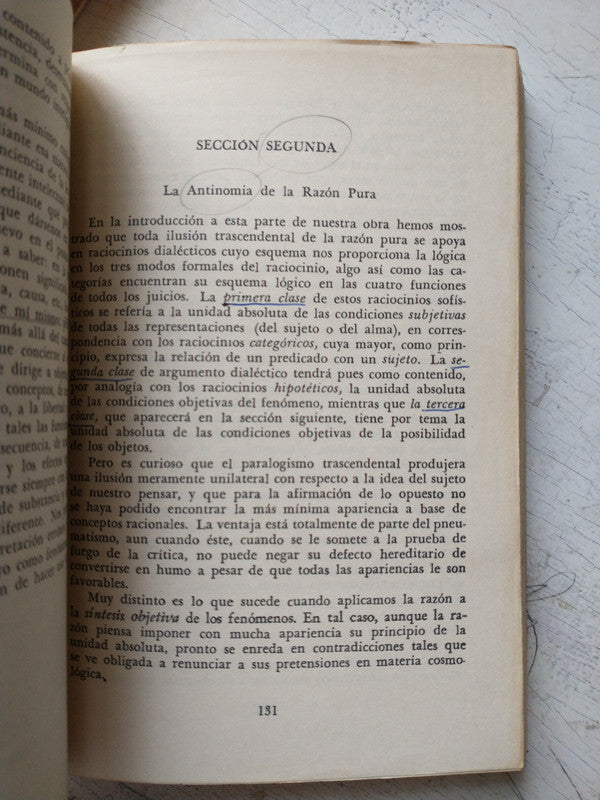 SECCIÓN SEGUNDA
La Antinomia de la Razón Pura
En la introducción a esta parte de nuestra obra hemos mos-
trado que toda ilusión trascendental de la razón pura se apoya
en raciocinios dialécticos cuyo esquema nos proporciona la lógica
en los tres modos formales del raciocinio, algo así como las ca-
tegorías encuentran su esquema lógico en las cuatro funciones
de todos los juicios. La primera clase de estos raciocinios sofís-
ticos se refería a la unidad absoluta de las condiciones subjetivas
de todas las representaciones (del sujeto o del alma), en corres-
pondencia con los raciocinios categóricos, cuya mayor, como prin-
cipio, expresa la relación de un predicado con un sujeto. La se-
gunda clase de argumento dialéctico tendrá pues como contenido,
por analogía con los raciocinios hipotéticos, la unidad absoluta
de las condiciones objetivas del fenómeno, mientras que la tercera
clase, que aparecerá en la sección siguiente, tiene por tema la
unidad absoluta de las condiciones objetivas de la posibilidad
de los objetos.
Pero es curioso que el paralogismo trascendental produjera
una ilusión meramente unilateral con respecto a la idea del sujeto
de nuestro pensar, y que para la afirmación de lo opuesto no
se haya podido encontrar la más mínima apariencia a base de
conceptos racionales. La ventaja está totalmente de parte del pneu-
matismo, aun cuando éste, cuando se le somete a la prueba de
fuego de la crítica, no puede negar su defecto hereditario de
convertirse en humo a pesar de que todas las apariencias le son
favorables.
Muy distinto es lo que sucede cuando aplicamos la razón a
la síntesis objetiva de los fenómenos. En tal caso, aunque la ra-
zón piensa imponer con mucha apariencia su principio de la
unidad absoluta, pronto se enreda en contradicciones tales que
se ve obligada a renunciar a sus pretensiones en materia cosmo-
lógica.
131